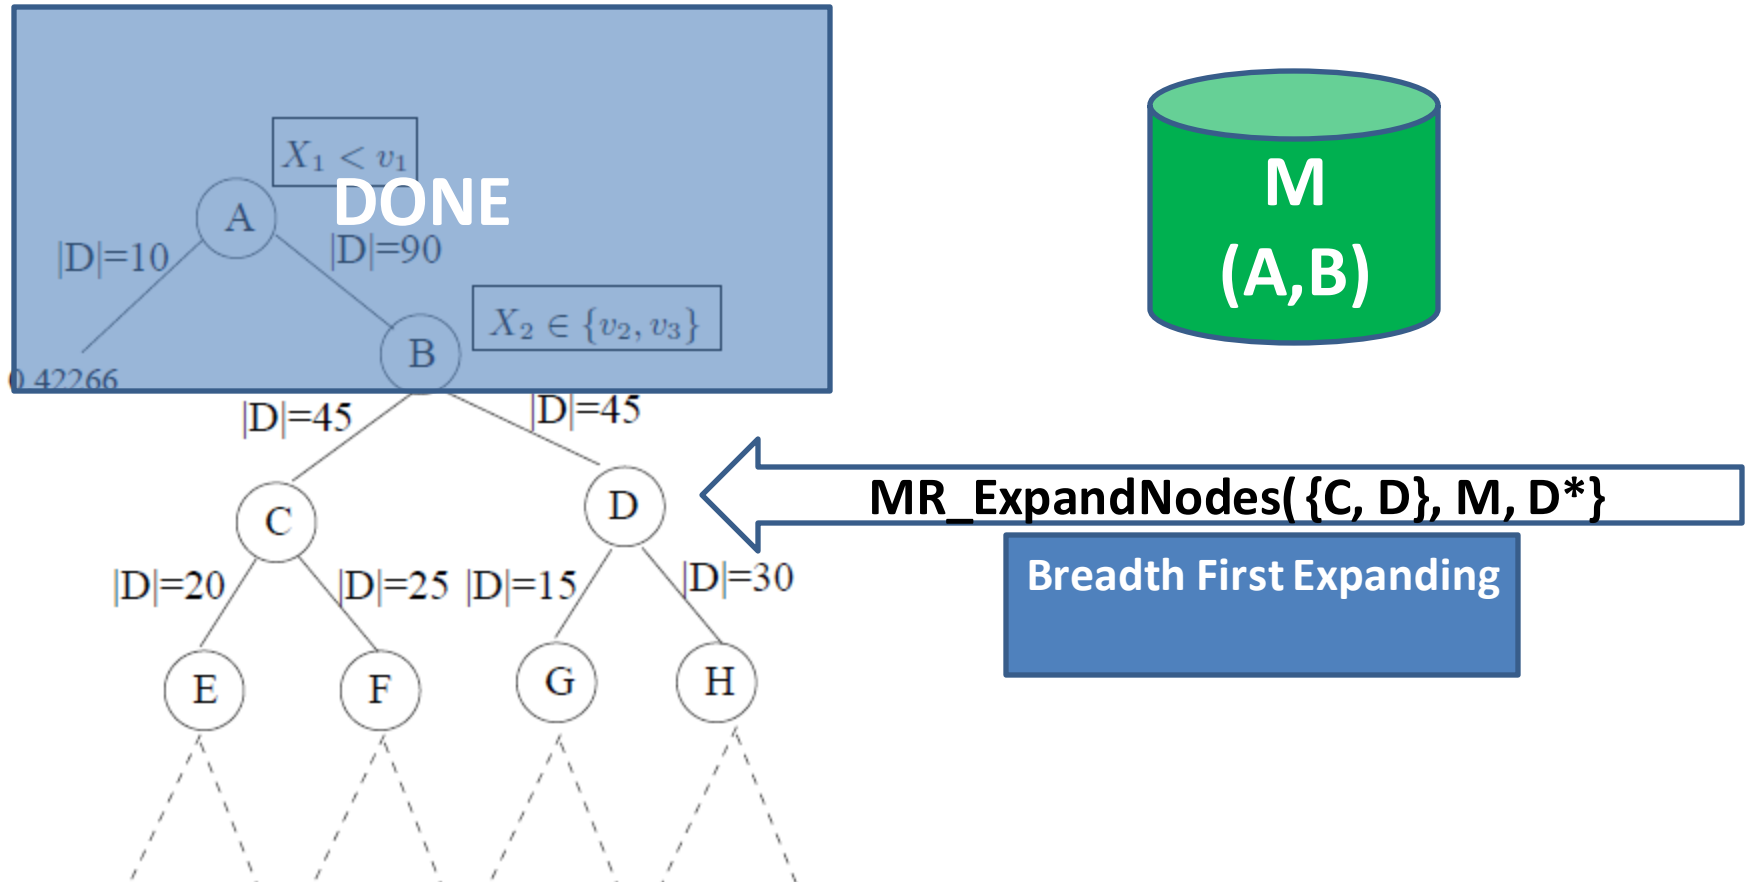 X₁ < v₁
DONE
A
|D|=10
|D|=90
X₂ ∈ {v₂, v₃}
B
0.42266
M
(A,B)
|D|=45
|D|=45
MR_ExpandNodes({C, D}, M, D*}
C
D
Breadth First Expanding
|D|=20
|D|=25
|D|=15
|D|=30
E
F
G
H